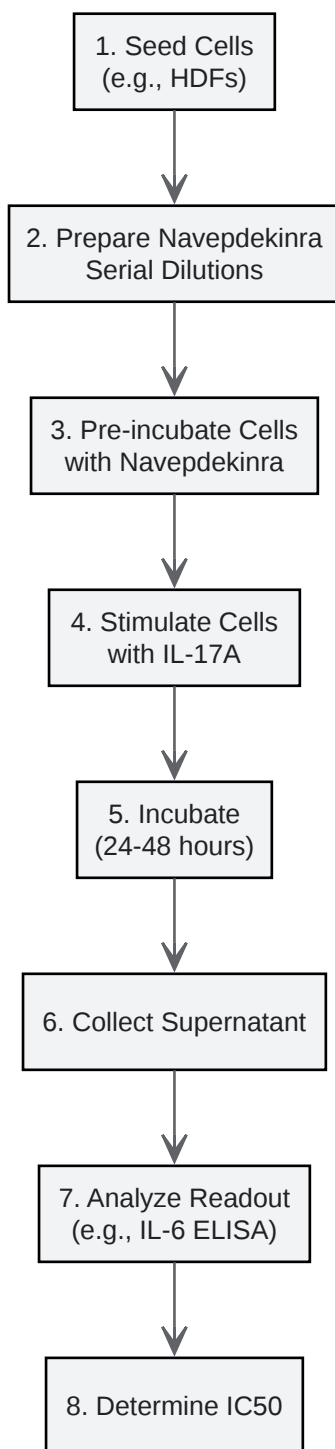 1. Seed Cells
(e.g., HDFs)
2. Prepare Navepdekinra
Serial Dilutions
3. Pre-incubate Cells
with Navepdekinra
4. Stimulate Cells
with IL-17A
5. Incubate
(24-48 hours)
6. Collect Supernatant
7. Analyze Readout
(e.g., IL-6 ELISA)
8. Determine IC50